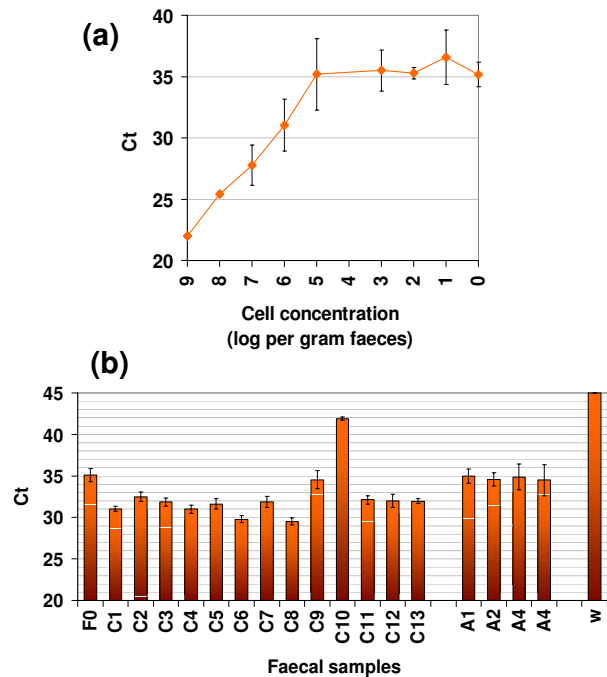 (a)
40
35
30
25
20
Ct
9 8 7 6 5 4 3 2 1 0
Cell concentration
(log per gram faeces)
(b)
45
40
35
30
25
20
Ct
F0 C1 C2 C3 C4 C5 C6 C7 C8 C9 C10 C11 C12 C13 A1 A2 A4 A4 w
Faecal samples